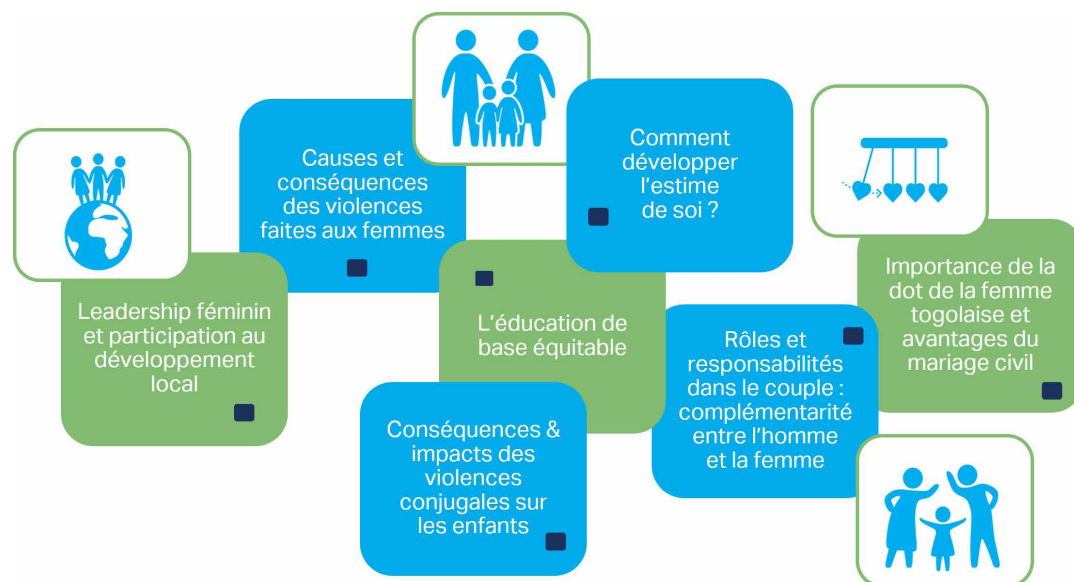 Causes et
conséquences
des violences
faites aux femmes
Comment
développer
l'estime
de soi ?
Leadership féminin
et participation au
développement
local
L'éducation de
base équitable
Importance de la
dot de la femme
togolaise et
avantages du
mariage civil
Rôles et
responsabilités
dans le couple :
complémentarité
entre l'homme
et la femme
Conséquences &
impacts des
violences
conjugales sur
les enfants